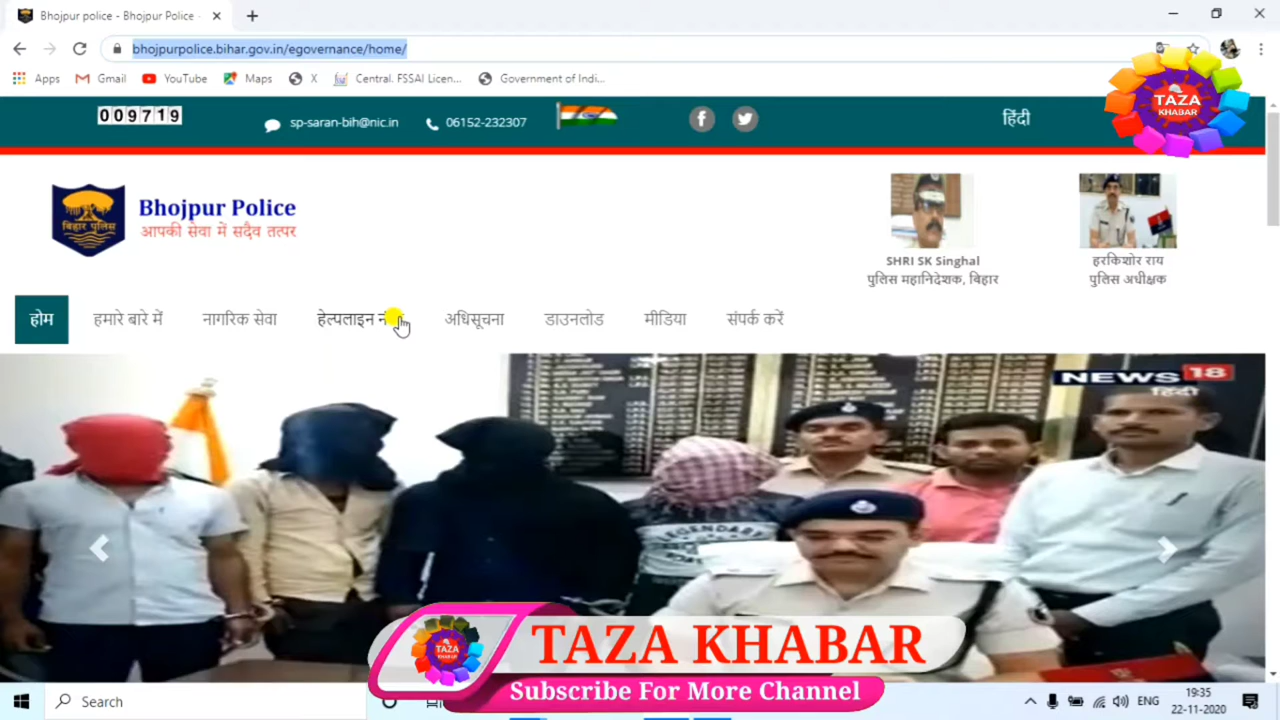 Bhojpur police - Bhojpur Police -
bhojpurpolice.bihar.gov.in/egovernance/home/
Apps Gmail YouTube Maps X Central. FSSAI Licen... Government of Indi...
TAZA
KHABAR
009719 sp-saran-bih@nic.in 06152-232307 हिंदी
बिहार पुलिस
Bhojpur Police
आपकी सेवा में सदैव तत्पर
SHRI SK Singhal
पुलिस महानिदेशक, बिहार
हरकिशोर राय
पुलिस अधीक्षक
होम हमारे बारे में नागरिक सेवा हेल्पलाइन अधिसूचना डाउनलोड मीडिया संपर्क करें
NEWS 18
हिंदी
LEGENDARY
TAZA
KHABAR
TAZA KHABAR
Subscribe For More Channel
Search
ENG
19:35
22-11-2020